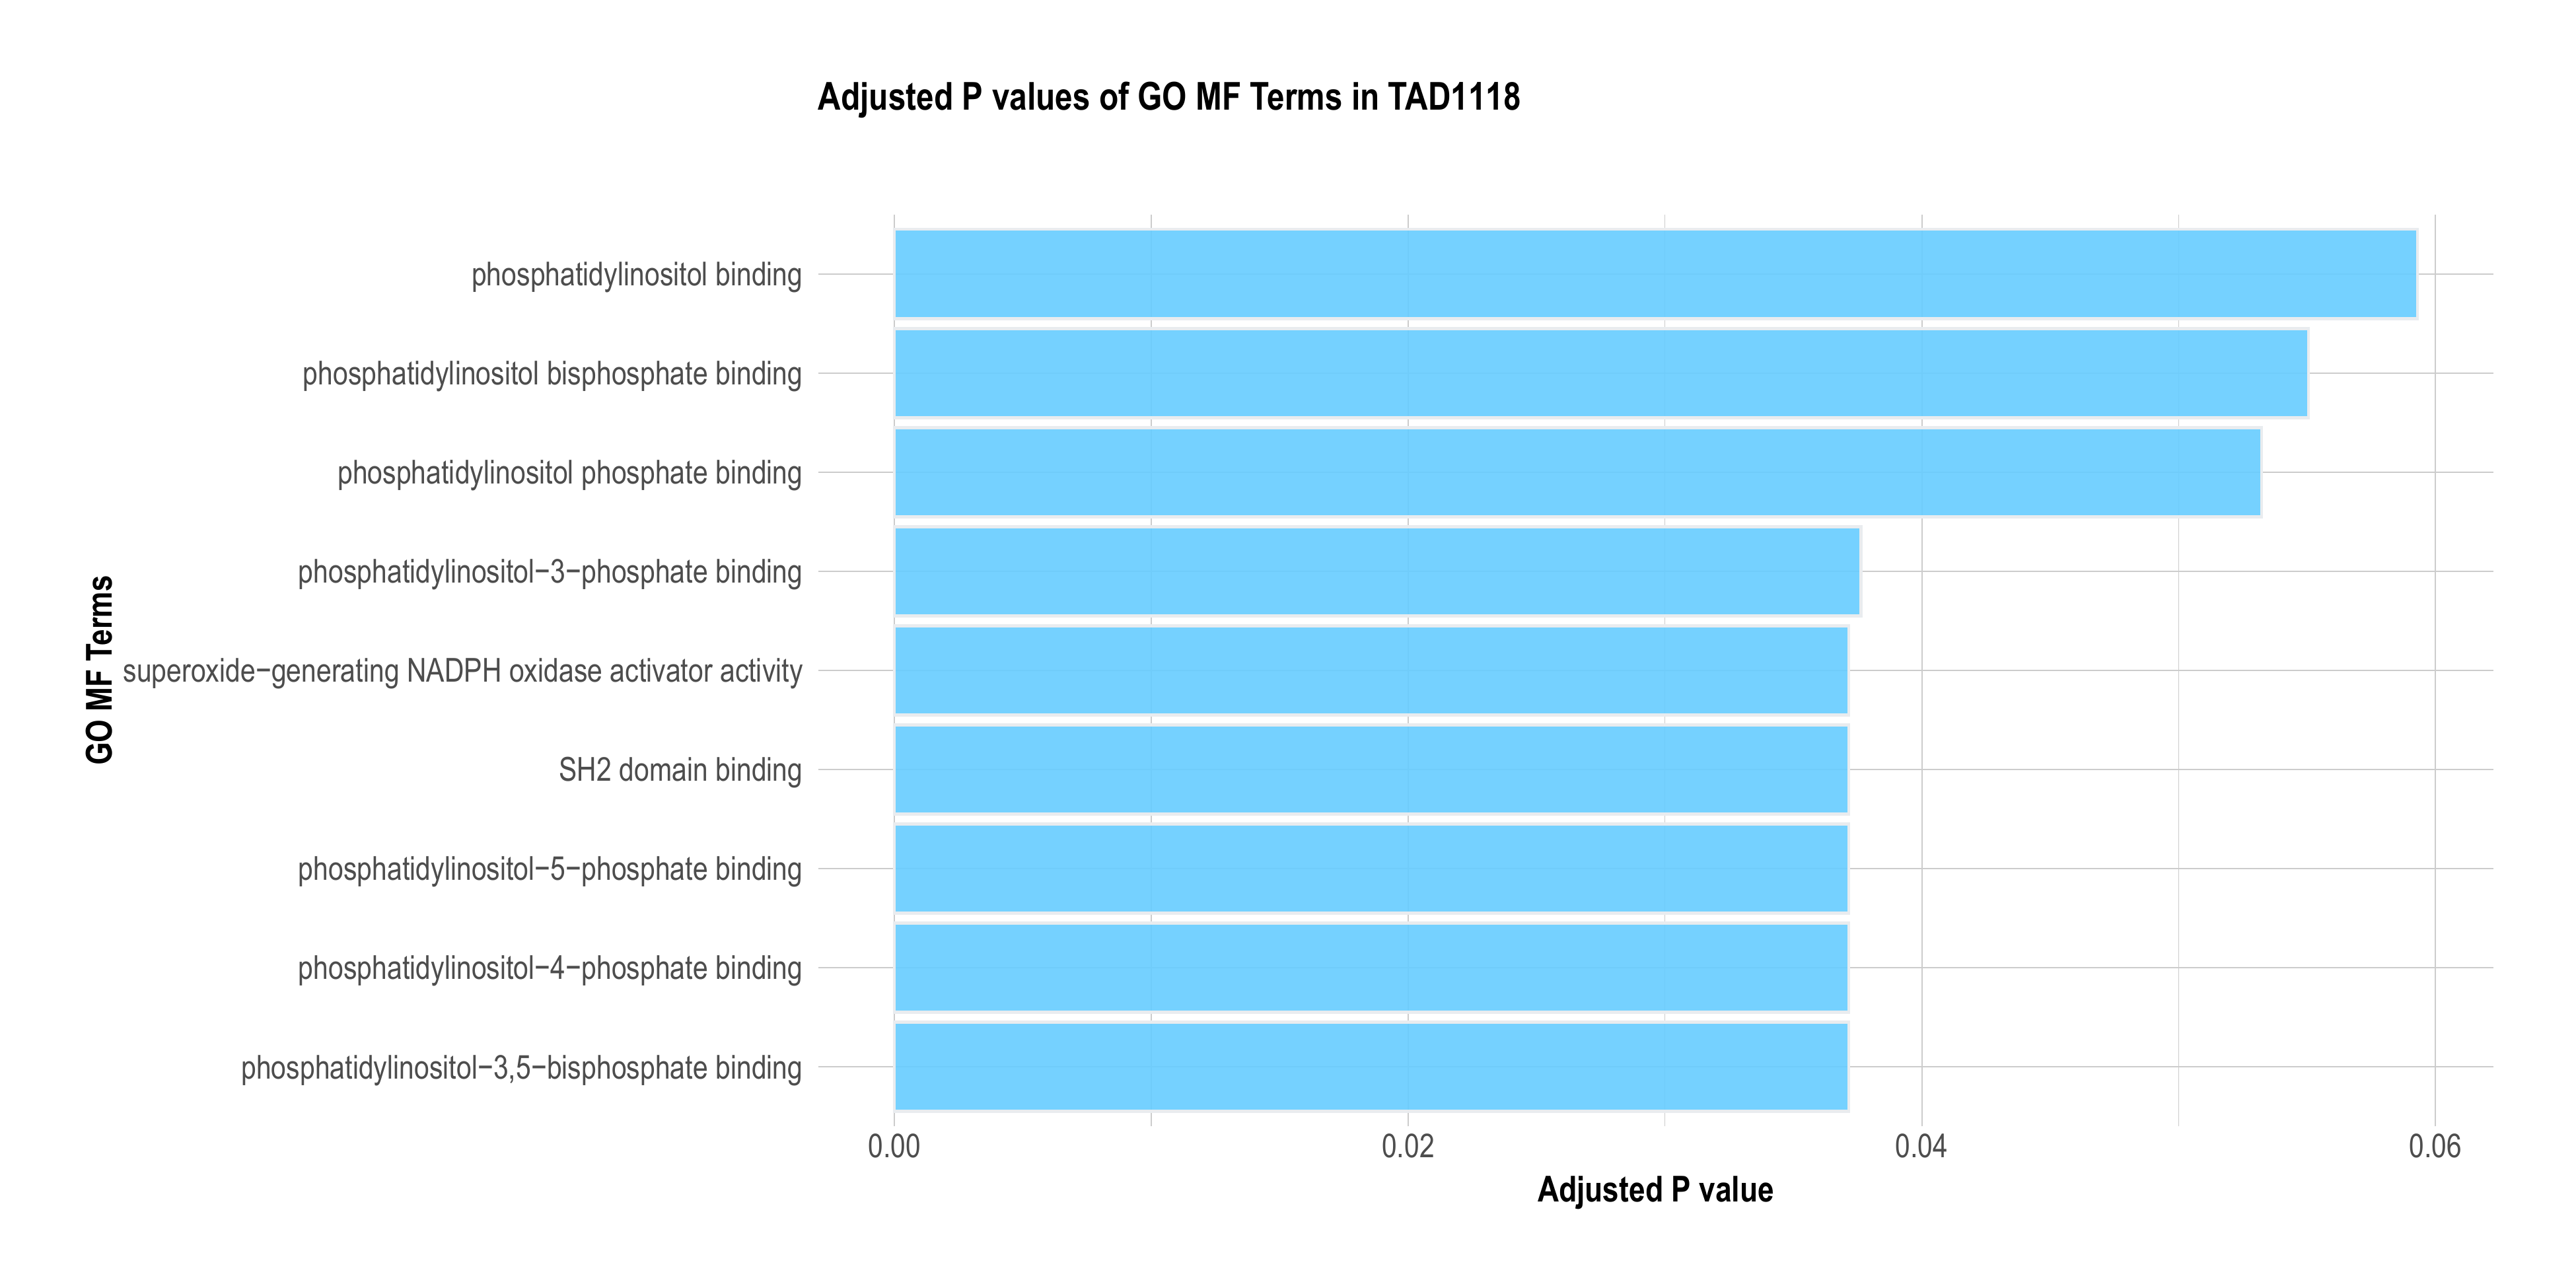 Adjusted P values of GO MF Terms in TAD1118
GO MF Terms
phosphatidylinositol binding
phosphatidylinositol bisphosphate binding
phosphatidylinositol phosphate binding
phosphatidylinositol−3−phosphate binding
superoxide−generating NADPH oxidase activator activity
SH2 domain binding
phosphatidylinositol−5−phosphate binding
phosphatidylinositol−4−phosphate binding
phosphatidylinositol−3,5−bisphosphate binding
0.00 0.02 0.04 0.06
Adjusted P value